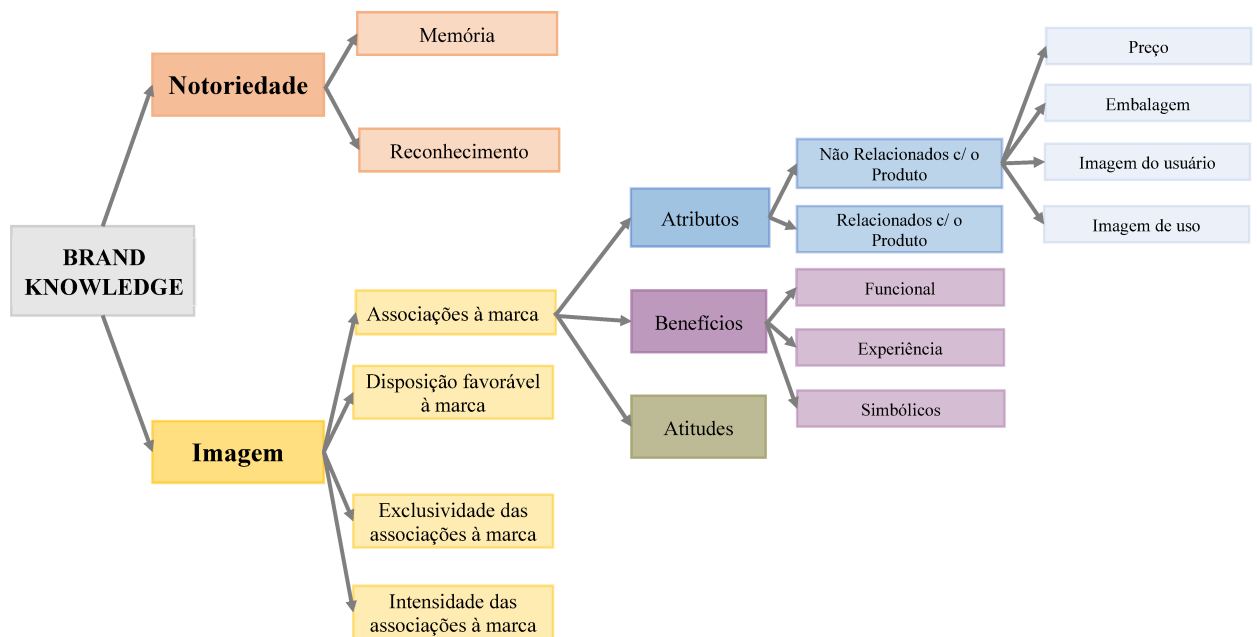 Memória
Preço
Notoriedade
Embalagem
Reconhecimento
Não Relacionados c/ o
Produto
Imagem do usuário
Atributos
Relacionados c/ o
Produto
Imagem de uso
BRAND
KNOWLEDGE
Associações à marca
Benefícios
Funcional
Experiência
Simbólicos
Disposição favorável
à marca
Atitudes
Imagem
Exclusividade das
associações à marca
Intensidade das
associações à marca